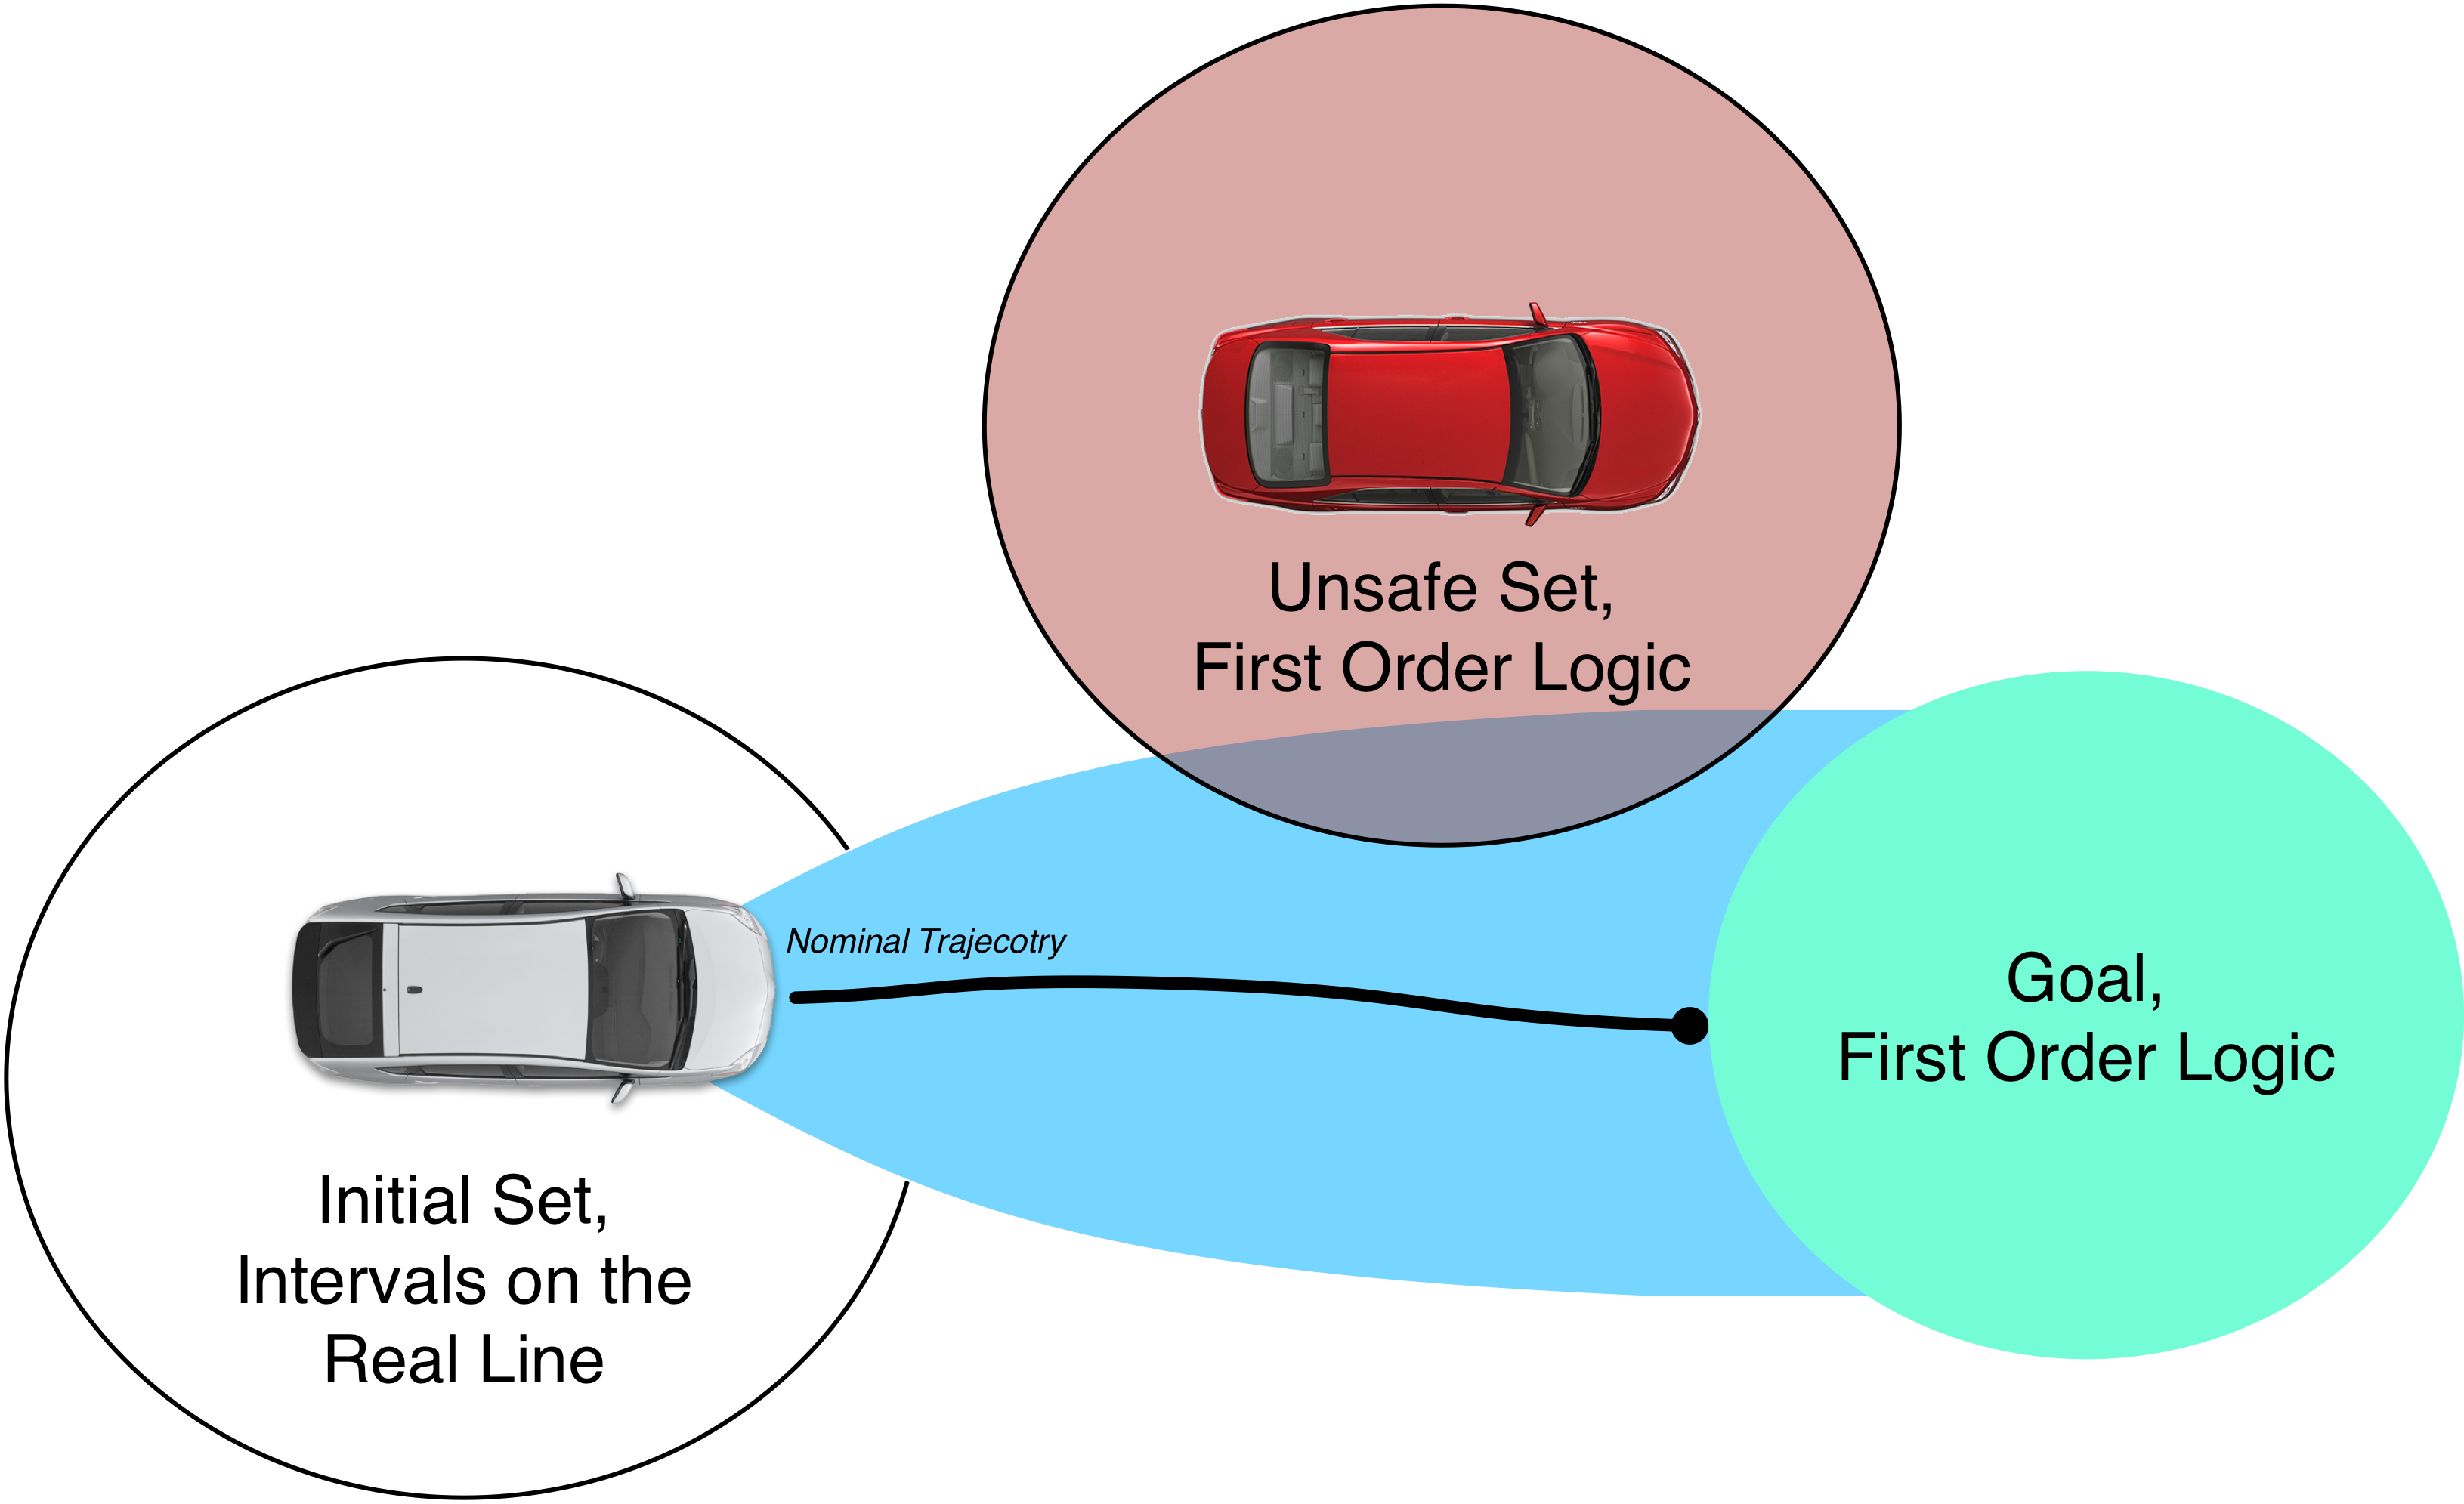 Unsafe Set,
First Order Logic
Nominal Trajecotry
Goal,
First Order Logic
Initial Set,
Intervals on the
Real Line